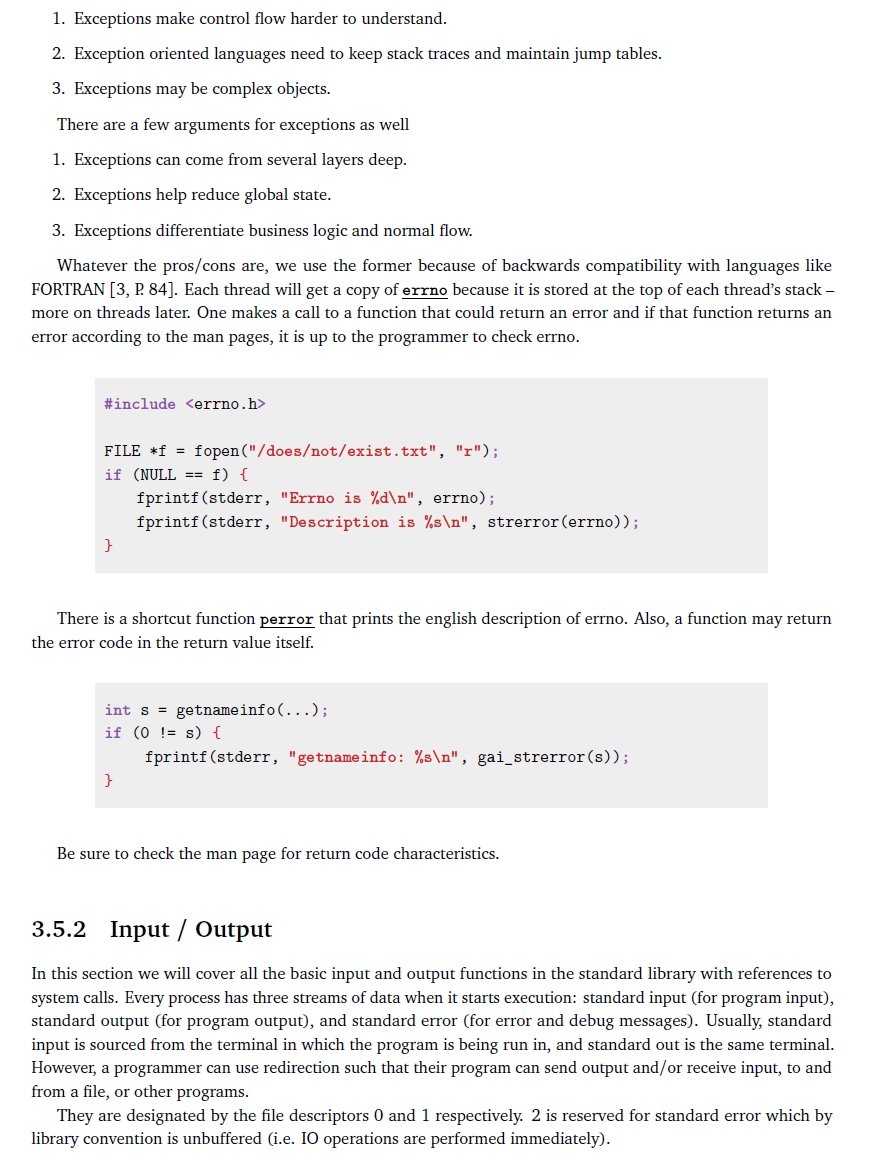 1. Exceptions make control flow harder to understand.
2. Exception oriented languages need to keep stack traces and maintain jump tables.
3. Exceptions may be complex objects.
There are a few arguments for exceptions as well
1. Exceptions can come from several layers deep.
2. Exceptions help reduce global state.
3. Exceptions differentiate business logic and normal flow.
Whatever the pros/cons are, we use the former because of backwards compatibility with languages like
FORTRAN [3, P. 84]. Each thread will get a copy of errno because it is stored at the top of each thread's stack –
more on threads later. One makes a call to a function that could return an error and if that function returns an
error according to the man pages, it is up to the programmer to check errno.
#include <errno.h>
FILE *f = fopen("/does/not/exist.txt", "r");
if (NULL == f) {
    fprintf(stderr, "Errno is %d\n", errno);
    fprintf(stderr, "Description is %s\n", strerror(errno));
}
There is a shortcut function perror that prints the english description of errno. Also, a function may return
the error code in the return value itself.
int s = getnameinfo(...);
if (0 != s) {
     fprintf(stderr, "getnameinfo: %s\n", gai_strerror(s));
}
Be sure to check the man page for return code characteristics.
3.5.2 Input / Output
In this section we will cover all the basic input and output functions in the standard library with references to
system calls. Every process has three streams of data when it starts execution: standard input (for program input),
standard output (for program output), and standard error (for error and debug messages). Usually, standard
input is sourced from the terminal in which the program is being run in, and standard out is the same terminal.
However, a programmer can use redirection such that their program can send output and/or receive input, to and
from a file, or other programs.
They are designated by the file descriptors 0 and 1 respectively. 2 is reserved for standard error which by
library convention is unbuffered (i.e. IO operations are performed immediately).